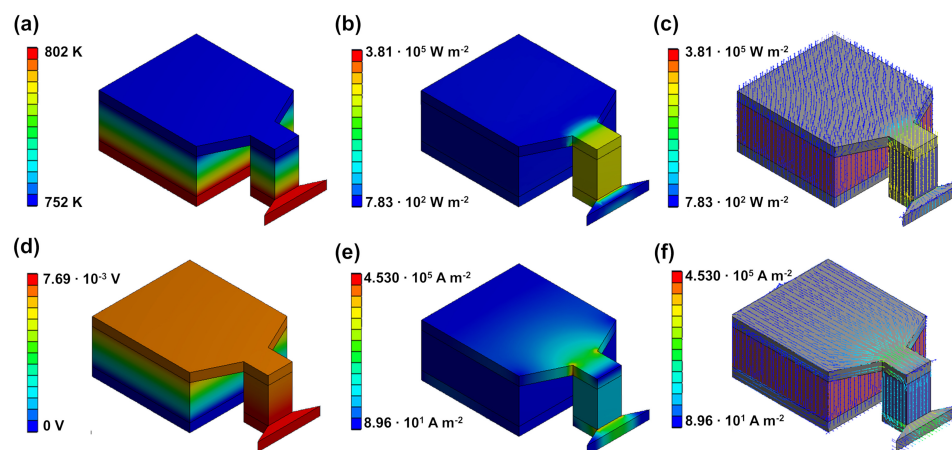 (a)
802 K
752 K
(b)
3.81 · 10⁵ W m⁻²
7.83 · 10² W m⁻²
(c)
3.81 · 10⁵ W m⁻²
7.83 · 10² W m⁻²
(d)
7.69 · 10⁻³ V
0 V
(e)
4.530 · 10⁵ A m⁻²
8.96 · 10¹ A m⁻²
(f)
4.530 · 10⁵ A m⁻²
8.96 · 10¹ A m⁻²